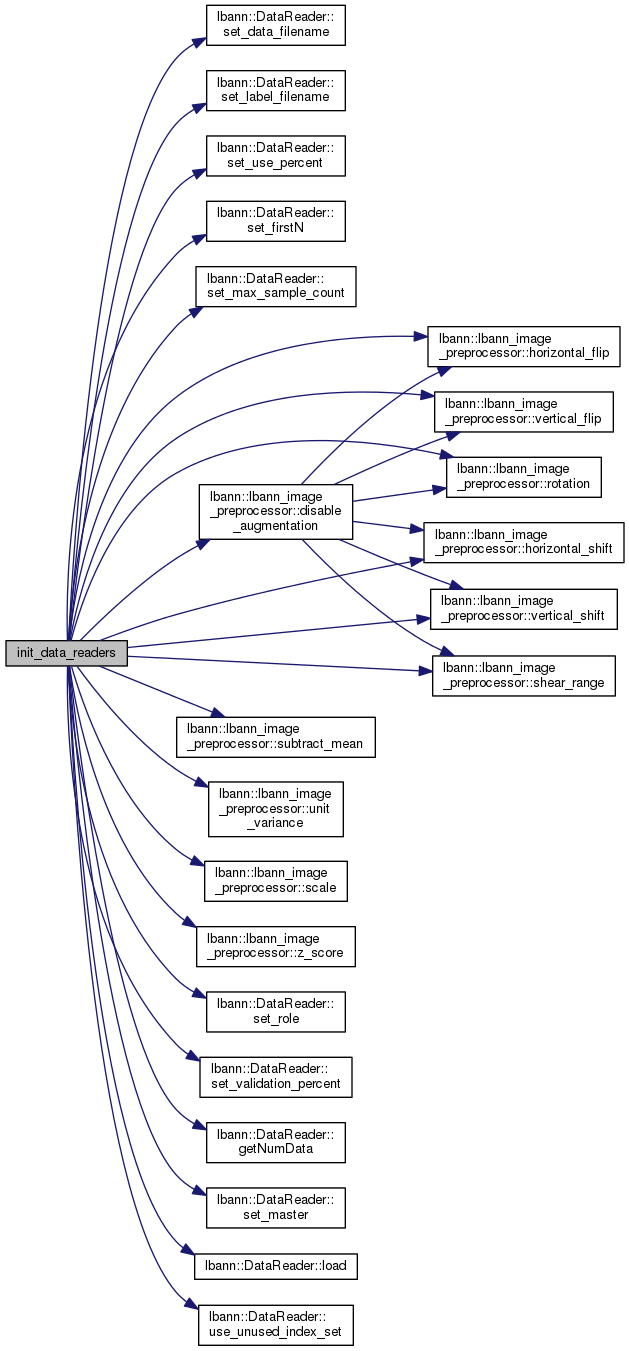 lbann::DataReader::
set_data_filename
lbann::DataReader::
set_label_filename
lbann::DataReader::
set_use_percent
lbann::DataReader::
set_firstN
lbann::DataReader::
set_max_sample_count
lbann::lbann_image
_preprocessor::horizontal_flip
lbann::lbann_image
_preprocessor::vertical_flip
lbann::lbann_image
_preprocessor::rotation
lbann::lbann_image
_preprocessor::disable
_augmentation
lbann::lbann_image
_preprocessor::horizontal_shift
lbann::lbann_image
_preprocessor::vertical_shift
init_data_readers
lbann::lbann_image
_preprocessor::shear_range
lbann::lbann_image
_preprocessor::subtract_mean
lbann::lbann_image
_preprocessor::unit
_variance
lbann::lbann_image
_preprocessor::scale
lbann::lbann_image
_preprocessor::z_score
lbann::DataReader::
set_role
lbann::DataReader::
set_validation_percent
lbann::DataReader::
getNumData
lbann::DataReader::
set_master
lbann::DataReader::load
lbann::DataReader::
use_unused_index_set